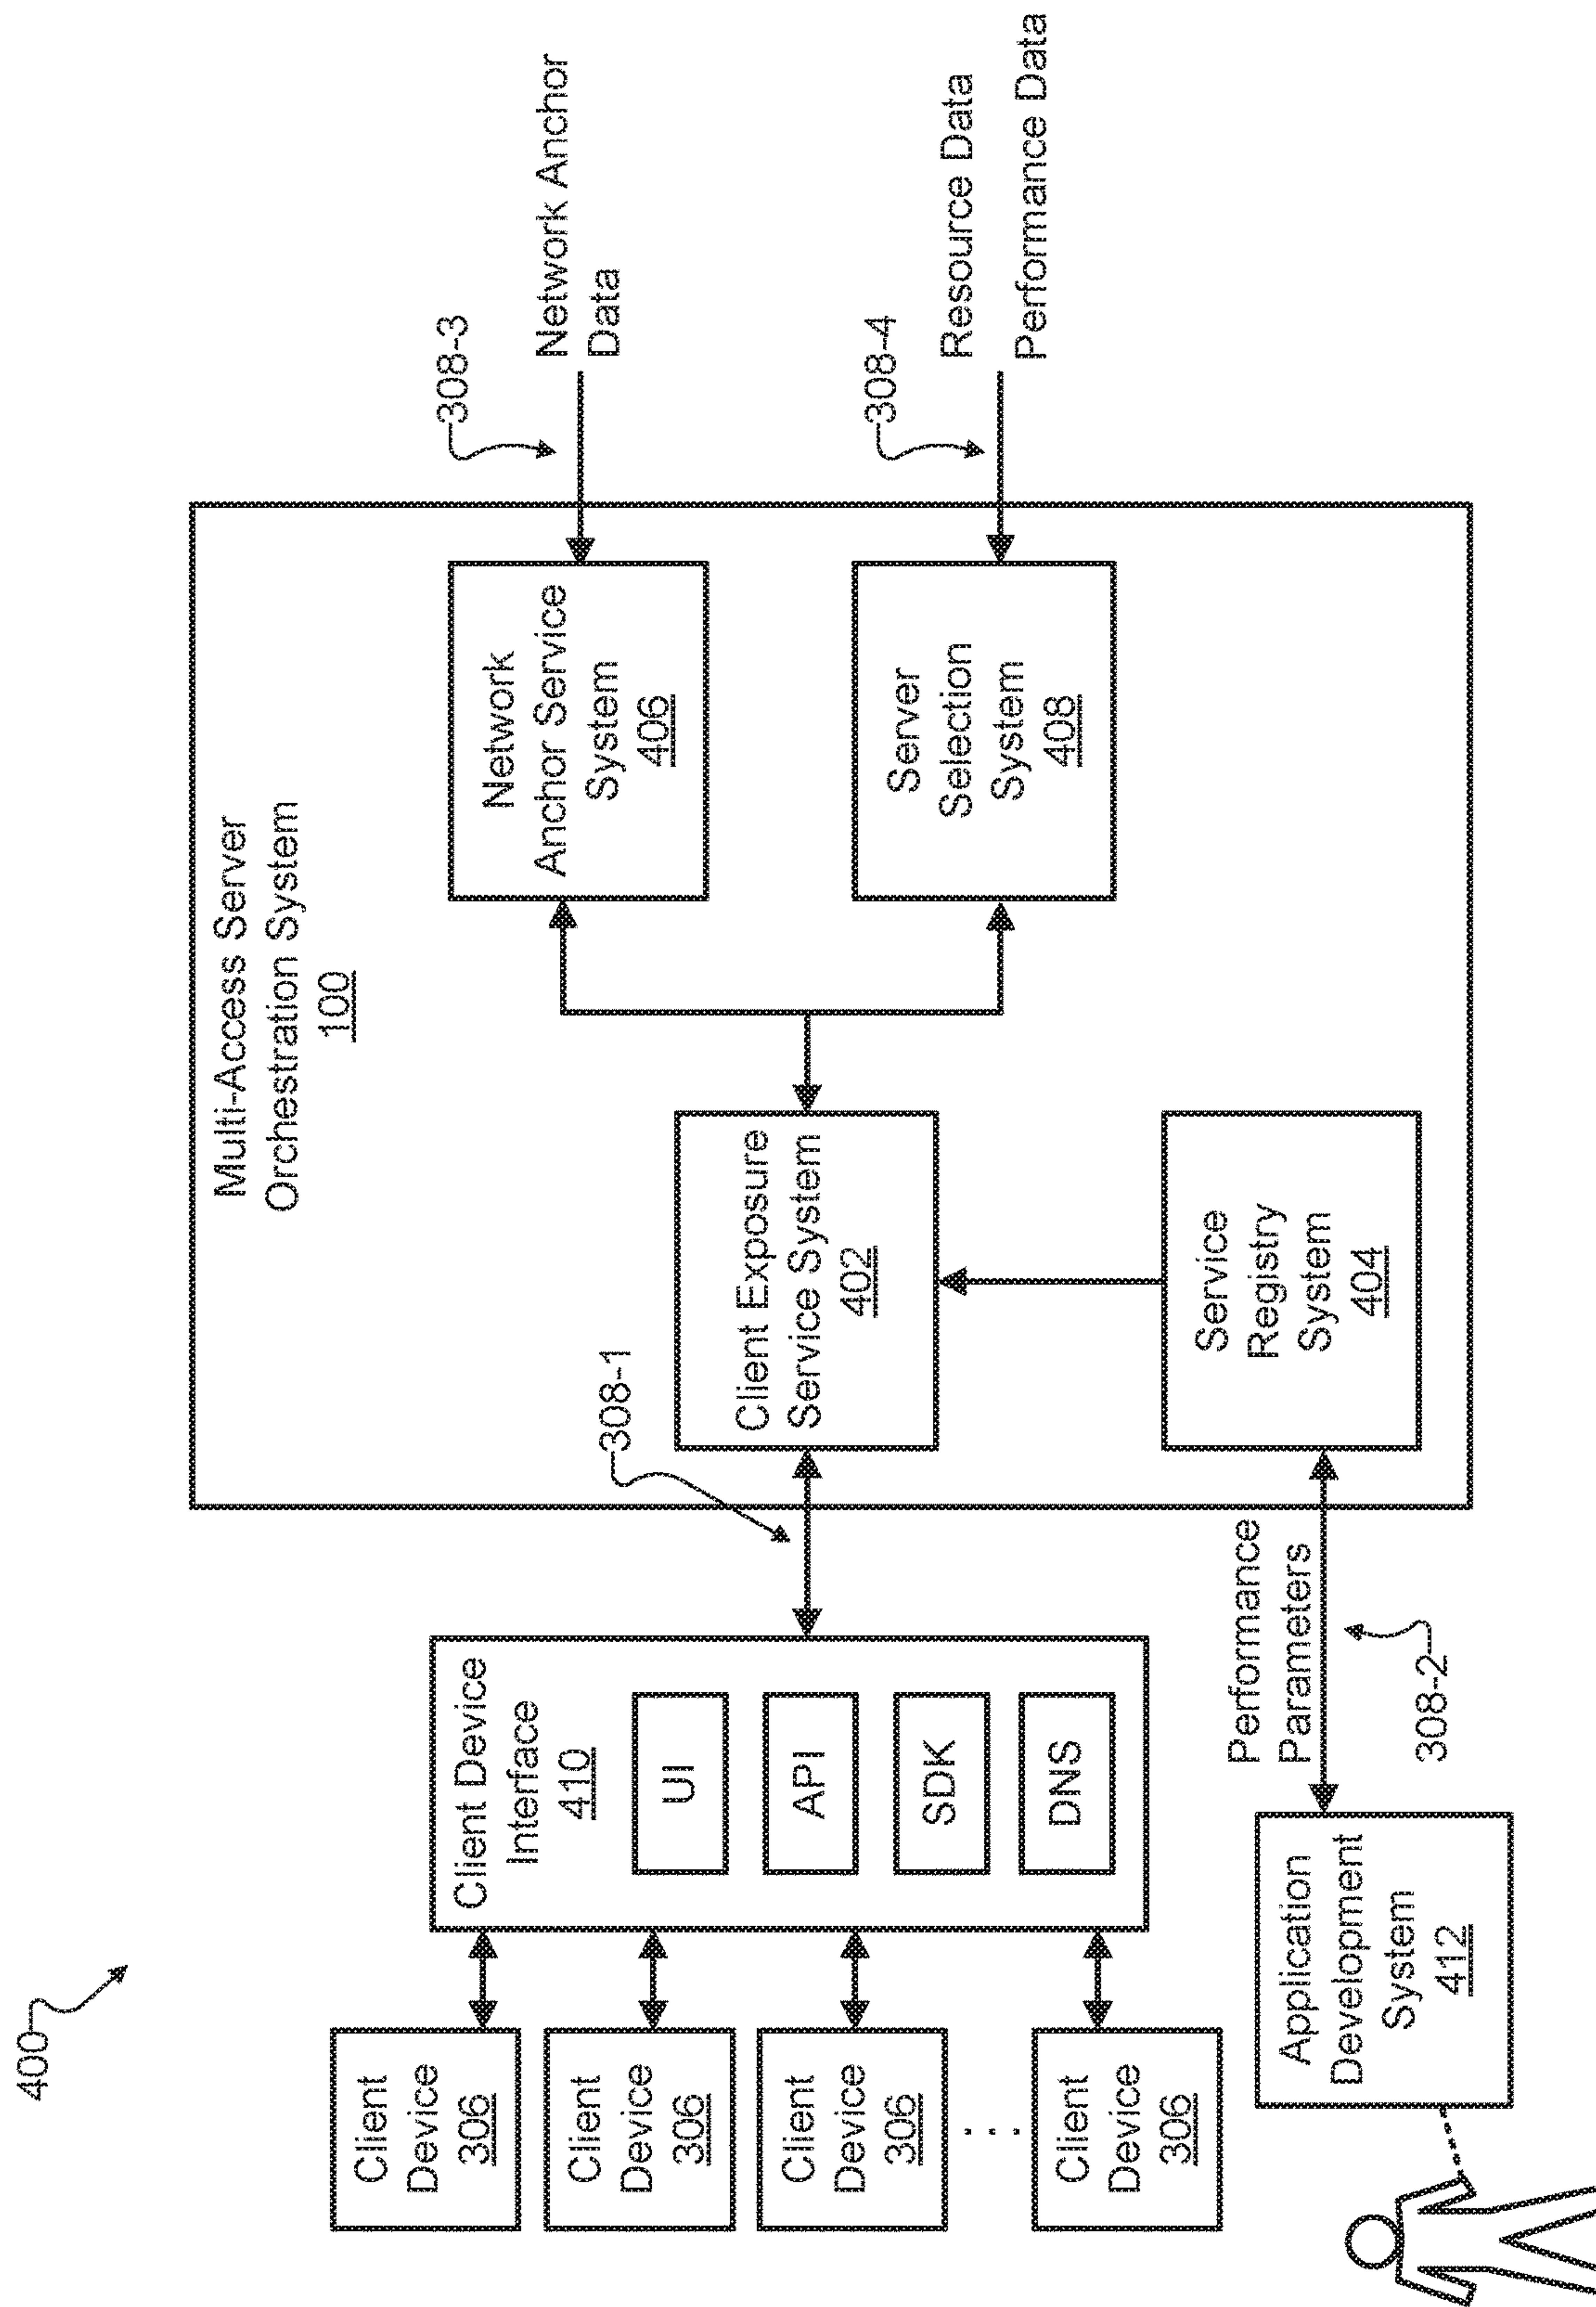 400
Client
Device
306
Client
Device
306
Client
Device
306
. . .
Client
Device
306
Client Device
Interface
410
UI
API
SDK
DNS
Application
Development
System
412
Performance
Parameters
308-2
308-1
Multi-Access Server
Orchestration System
100
Client Exposure
Service System
402
Service
Registry
System
404
Network
Anchor Service
System
406
Server
Selection
System
408
308-3
Network Anchor
Data
308-4
Resource Data
Performance Data